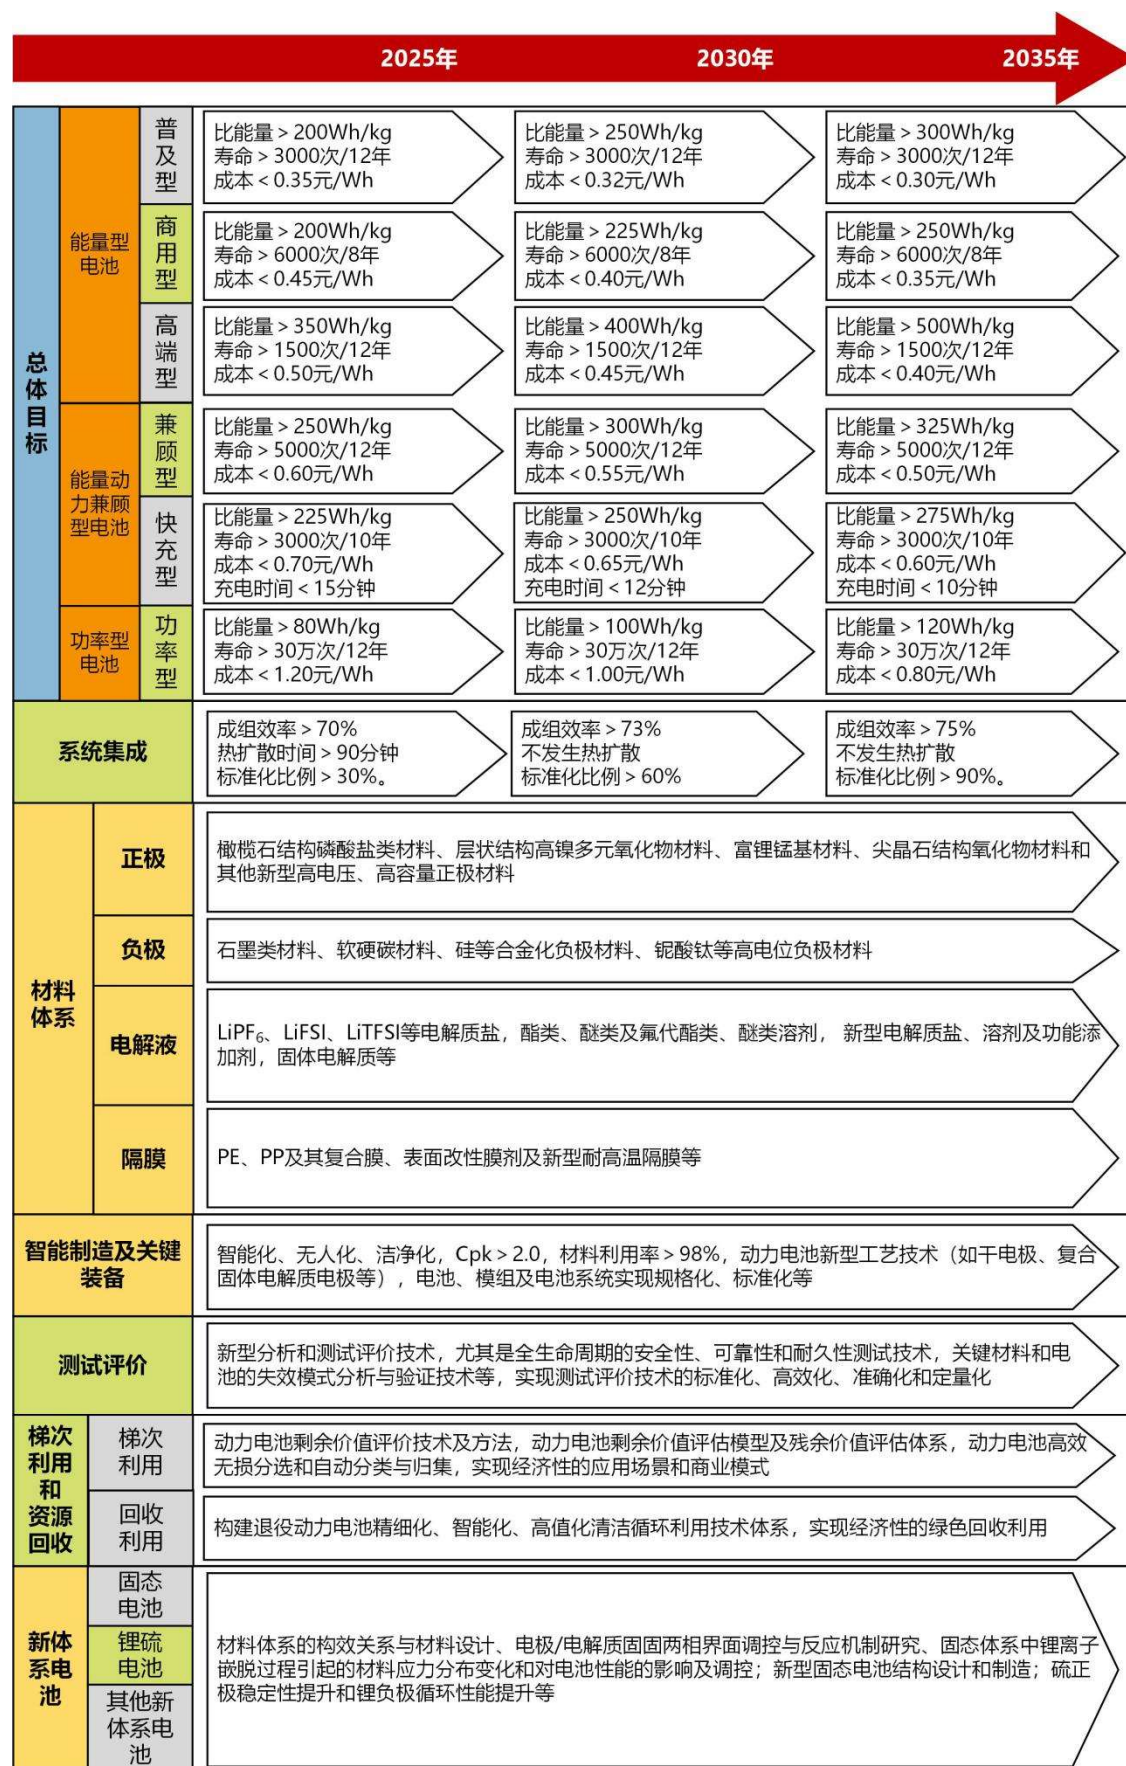 2025年
2030年
2035年
总体目标
能量型
电池
普及型
比能量＞200Wh/kg
寿命＞3000次/12年
成本＜0.35元/Wh
比能量＞250Wh/kg
寿命＞3000次/12年
成本＜0.32元/Wh
比能量＞300Wh/kg
寿命＞3000次/12年
成本＜0.30元/Wh
商用型
比能量＞200Wh/kg
寿命＞6000次/8年
成本＜0.45元/Wh
比能量＞225Wh/kg
寿命＞6000次/8年
成本＜0.40元/Wh
比能量＞250Wh/kg
寿命＞6000次/8年
成本＜0.35元/Wh
高端型
比能量＞350Wh/kg
寿命＞1500次/12年
成本＜0.50元/Wh
比能量＞400Wh/kg
寿命＞1500次/12年
成本＜0.45元/Wh
比能量＞500Wh/kg
寿命＞1500次/12年
成本＜0.40元/Wh
能量动
力兼顾
型电池
兼顾型
比能量＞250Wh/kg
寿命＞5000次/12年
成本＜0.60元/Wh
比能量＞300Wh/kg
寿命＞5000次/12年
成本＜0.55元/Wh
比能量＞325Wh/kg
寿命＞5000次/12年
成本＜0.50元/Wh
快充型
比能量＞225Wh/kg
寿命＞3000次/10年
成本＜0.70元/Wh
充电时间＜15分钟
比能量＞250Wh/kg
寿命＞3000次/10年
成本＜0.65元/Wh
充电时间＜12分钟
比能量＞275Wh/kg
寿命＞3000次/10年
成本＜0.60元/Wh
充电时间＜10分钟
功率型
电池
功率型
比能量＞80Wh/kg
寿命＞30万次/12年
成本＜1.20元/Wh
比能量＞100Wh/kg
寿命＞30万次/12年
成本＜1.00元/Wh
比能量＞120Wh/kg
寿命＞30万次/12年
成本＜0.80元/Wh
系统集成
成组效率＞70%
热扩散时间＞90分钟
标准化比例＞30%。
成组效率＞73%
不发生热扩散
标准化比例＞60%
成组效率＞75%
不发生热扩散
标准化比例＞90%。
材料
体系
正极
橄榄石结构磷酸盐类材料、层状结构高镍多元氧化物材料、富锂锰基材料、尖晶石结构氧化物材料和
其他新型高电压、高容量正极材料
负极
石墨类材料、软硬碳材料、硅等合金化负极材料、铌酸钛等高电位负极材料
电解液
LiPF₆、LiFSI、LiTFSI等电解质盐，酯类、醚类及氟代酯类、醚类溶剂， 新型电解质盐、溶剂及功能添
加剂，固体电解质等
隔膜
PE、PP及其复合膜、表面改性膜剂及新型耐高温隔膜等
智能制造及关键
装备
智能化、无人化、洁净化，Cpk＞2.0，材料利用率＞98%，动力电池新型工艺技术（如干电极、复合
固体电解质电极等），电池、模组及电池系统实现规格化、标准化等
测试评价
新型分析和测试评价技术，尤其是全生命周期的安全性、可靠性和耐久性测试技术，关键材料和电
池的失效模式分析与验证技术等，实现测试评价技术的标准化、高效化、准确化和定量化
梯次
利用
和
资源
回收
梯次
利用
动力电池剩余价值评价技术及方法，动力电池剩余价值评估模型及残余价值评估体系，动力电池高效
无损分选和自动分类与归集，实现经济性的应用场景和商业模式
回收
利用
构建退役动力电池精细化、智能化、高值化清洁循环利用技术体系，实现经济性的绿色回收利用
新体
系电
池
固态
电池
锂硫
电池
其他新
体系电
池
材料体系的构效关系与材料设计、电极/电解质固固两相界面调控与反应机制研究、固态体系中锂离子
嵌脱过程引起的材料应力分布变化和对电池性能的影响及调控；新型固态电池结构设计和制造；硫正
极稳定性提升和锂负极循环性能提升等